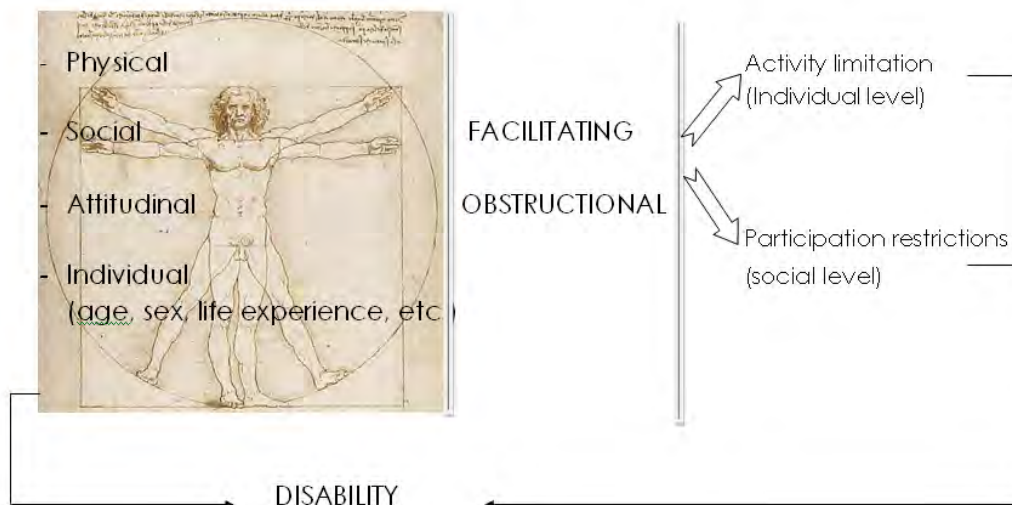 - Physical
- Social
- Attitudinal
- Individual
(age, sex, life experience, etc )
FACILITATING
OBSTRUCTIONAL
Activity limitation
(Individual level)
Participation restrictions
(social level)
DISABILITY